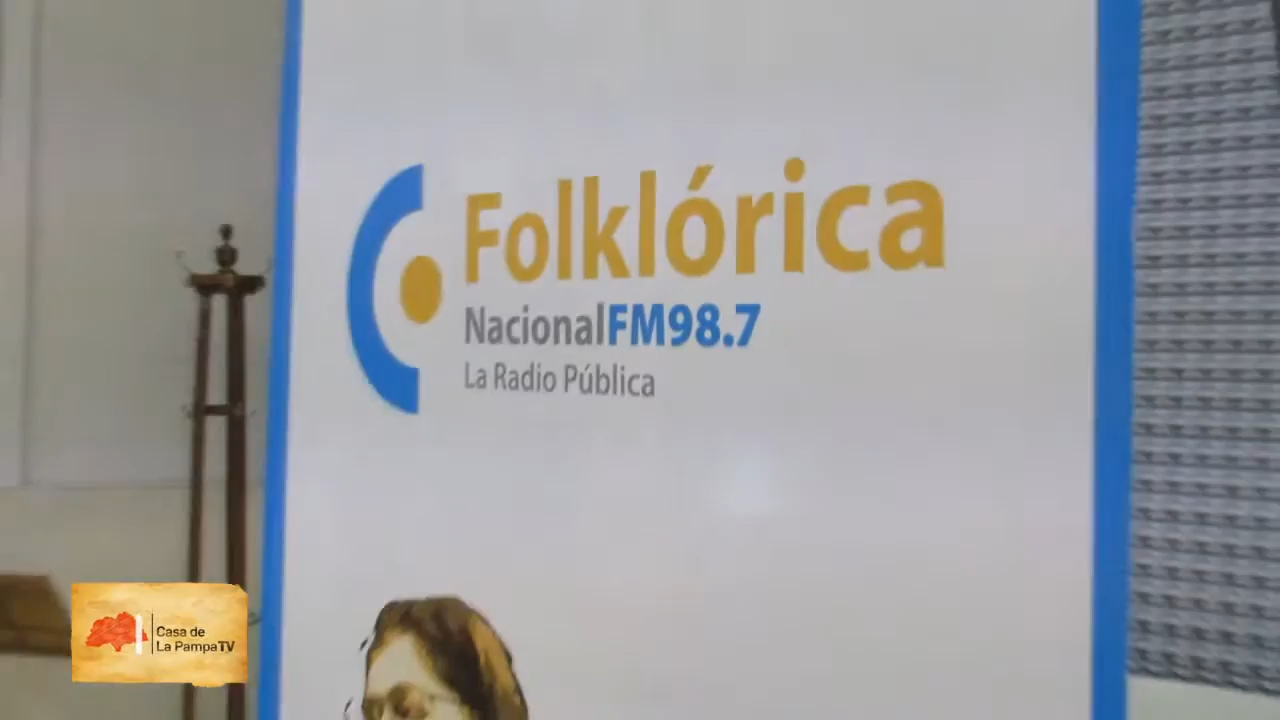 Folklórica
NacionalFM98.7
La Radio Pública
Casa de
La PampaTV